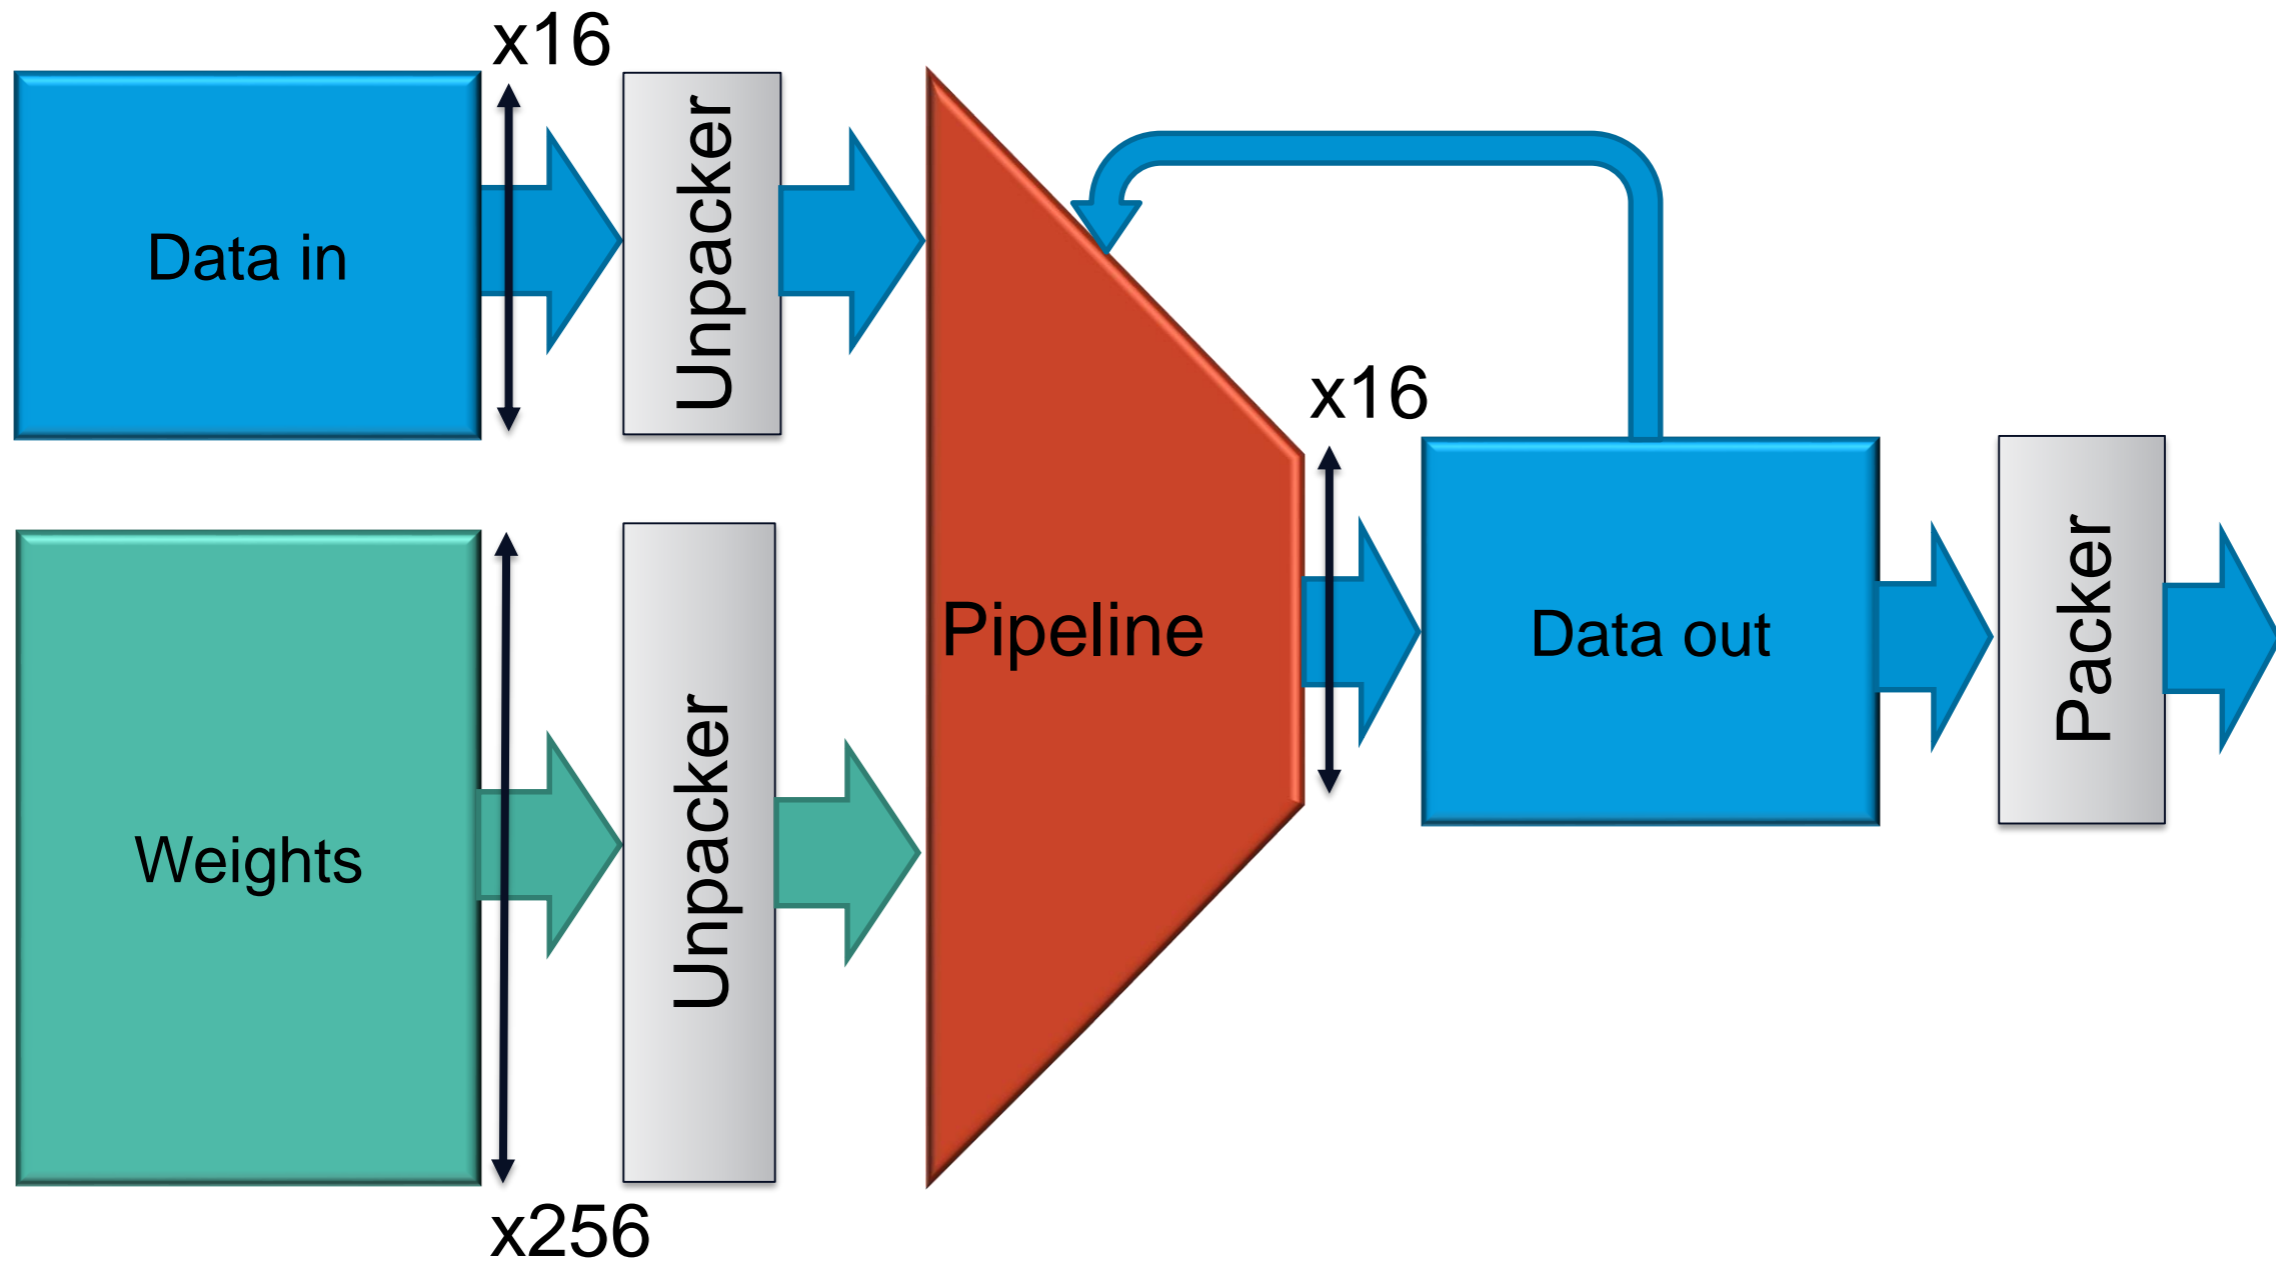 x16
Data in
Unpacker
x16
Pipeline
Data out
Packer
Weights
Unpacker
x256